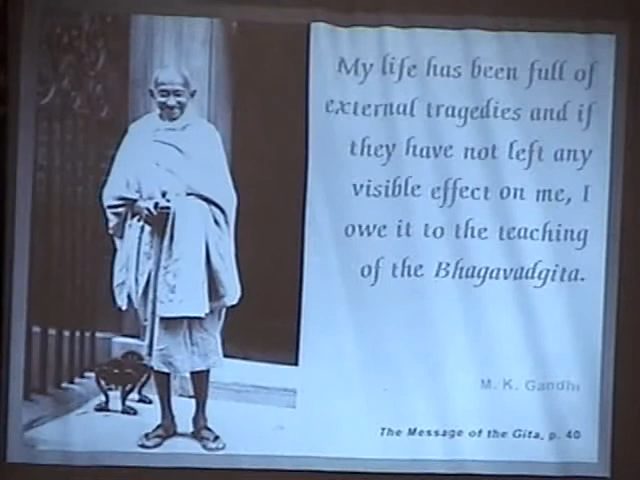 My life has been full of
external tragedies and if
they have not left any
visible effect on me, I
owe it to the teaching
of the Bhagavadgita.
M. K. Gandhi
The Message of the Gita, p. 40